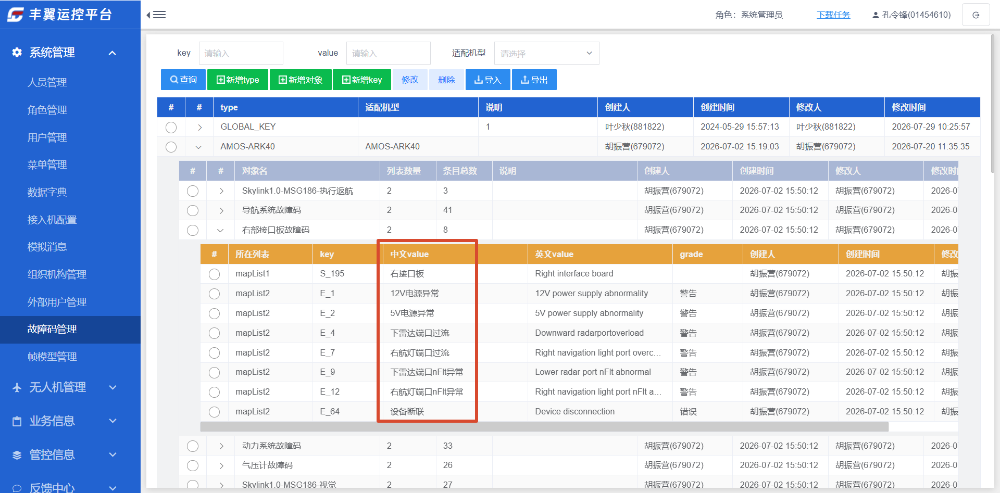 丰翼运控平台
角色：系统管理员 下载任务 孔令锋(01454610)
系统管理
人员管理
角色管理
用户管理
菜单管理
数据字典
接入机配置
模拟消息
组织机构管理
外部用户管理
故障码管理
帧模型管理
无人机管理
业务信息
管控信息
反馈中心
key 请输入 value 请输入 适配机型 请选择
查询 新增type 新增对象 新增key 修改 删除 导入 导出
# # type 适配机型 说明 创建人 创建时间 修改人 修改时间
GLOBAL_KEY 1 叶少秋(881822) 2024-05-29 15:57:13 叶少秋(881822) 2026-07-29 10:25:57
AMOS-ARK40 AMOS-ARK40 胡振营(679072) 2026-07-02 15:19:03 胡振营(679072) 2026-07-20 11:35:35
# # 对象名 列表数量 条目总数 说明 创建人 创建时间 修改人 修改时
Skylink1.0-MSG186-执行返航 2 3 胡振营(679072) 2026-07-02 15:50:12 胡振营(679072) 2026-0
导航系统故障码 2 41 胡振营(679072) 2026-07-02 15:50:12 胡振营(679072) 2026-0
右部接口板故障码 2 8 胡振营(679072) 2026-07-02 15:50:12 胡振营(679072) 2026-0
# 所在列表 key 中文value 英文value grade 创建人 创建时间 修改
mapList1 S_195 右接口板 Right interface board 胡振营(679072) 2026-07-02 15:50:12 胡振
mapList2 E_1 12V电源异常 12V power supply abnormality 警告 胡振营(679072) 2026-07-02 15:50:12 胡振
mapList2 E_2 5V电源异常 5V power supply abnormality 警告 胡振营(679072) 2026-07-02 15:50:12 胡振
mapList2 E_4 下雷达端口过流 Downward radarportoverload 警告 胡振营(679072) 2026-07-02 15:50:12 胡振
mapList2 E_7 右航灯端口过流 Right navigation light port overc... 警告 胡振营(679072) 2026-07-02 15:50:12 胡振
mapList2 E_9 下雷达端口nFlt异常 Lower radar port nFlt abnormal 警告 胡振营(679072) 2026-07-02 15:50:12 胡振
mapList2 E_12 右航灯端口nFlt异常 Right navigation light port nFlt a... 警告 胡振营(679072) 2026-07-02 15:50:12 胡振
mapList2 E_64 设备断联 Device disconnection 错误 胡振营(679072) 2026-07-02 15:50:12 胡振
动力系统故障码 2 33 胡振营(679072) 2026-07-02 15:50:12 胡振营(679072) 2026-0
气压计故障码 2 26 胡振营(679072) 2026-07-02 15:50:12 胡振营(679072) 2026-0
Skylink1.0-MSG186-视觉 2 27 胡振营(679072) 2026-07-02 15:50:12 胡振营(679072) 2026-0